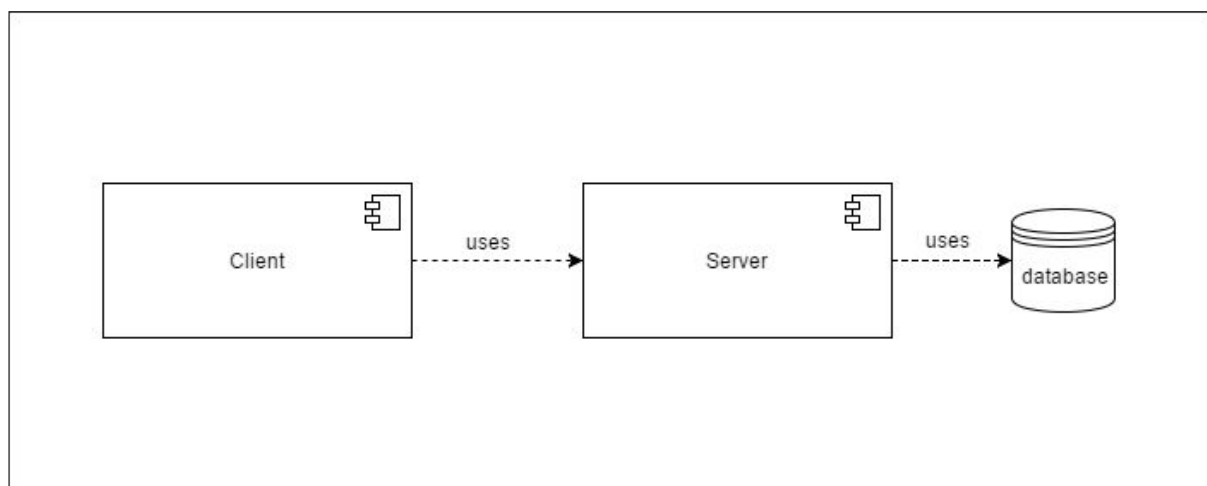 Client
uses
Server
uses
database